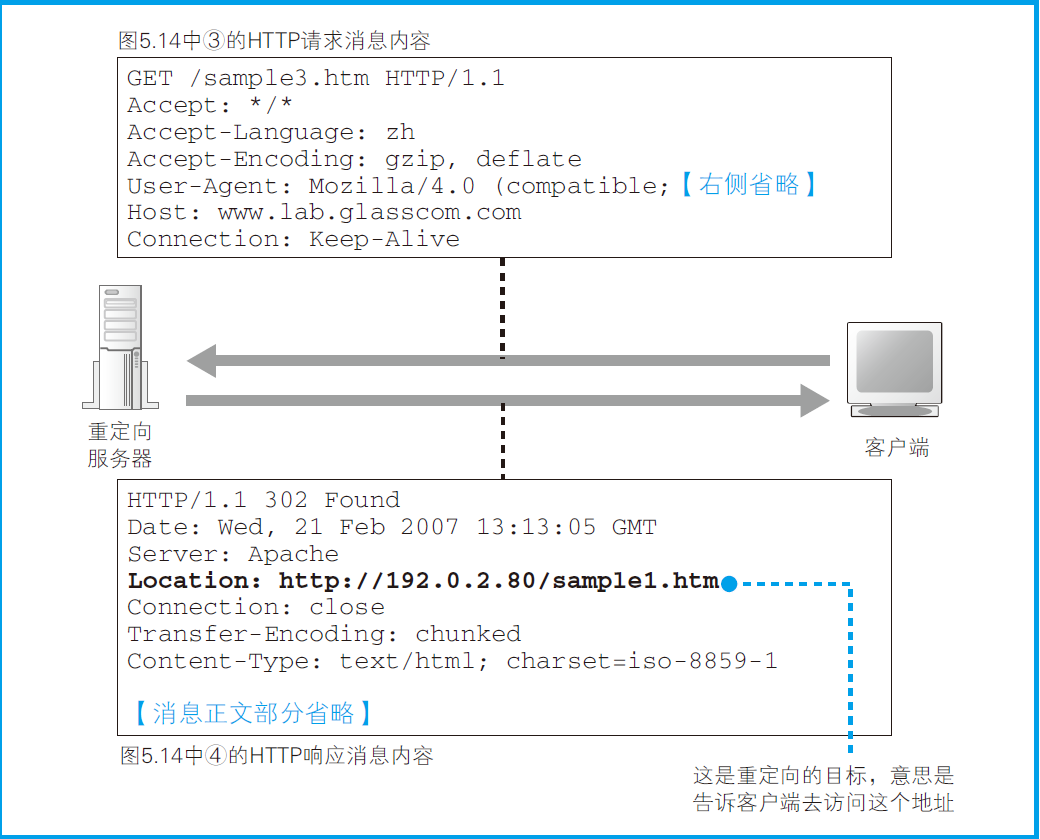 图5.14中③的HTTP请求消息内容
GET /sample3.htm HTTP/1.1
Accept: */*
Accept-Language: zh
Accept-Encoding: gzip, deflate
User-Agent: Mozilla/4.0 (compatible;【右侧省略】
Host: www.lab.glasscom.com
Connection: Keep-Alive
重定向
服务器
客户端
HTTP/1.1 302 Found
Date: Wed, 21 Feb 2007 13:13:05 GMT
Server: Apache
Location: http://192.0.2.80/sample1.htm
Connection: close
Transfer-Encoding: chunked
Content-Type: text/html; charset=iso-8859-1
【消息正文部分省略】
图5.14中④的HTTP响应消息内容
这是重定向的目标，意思是
告诉客户端去访问这个地址